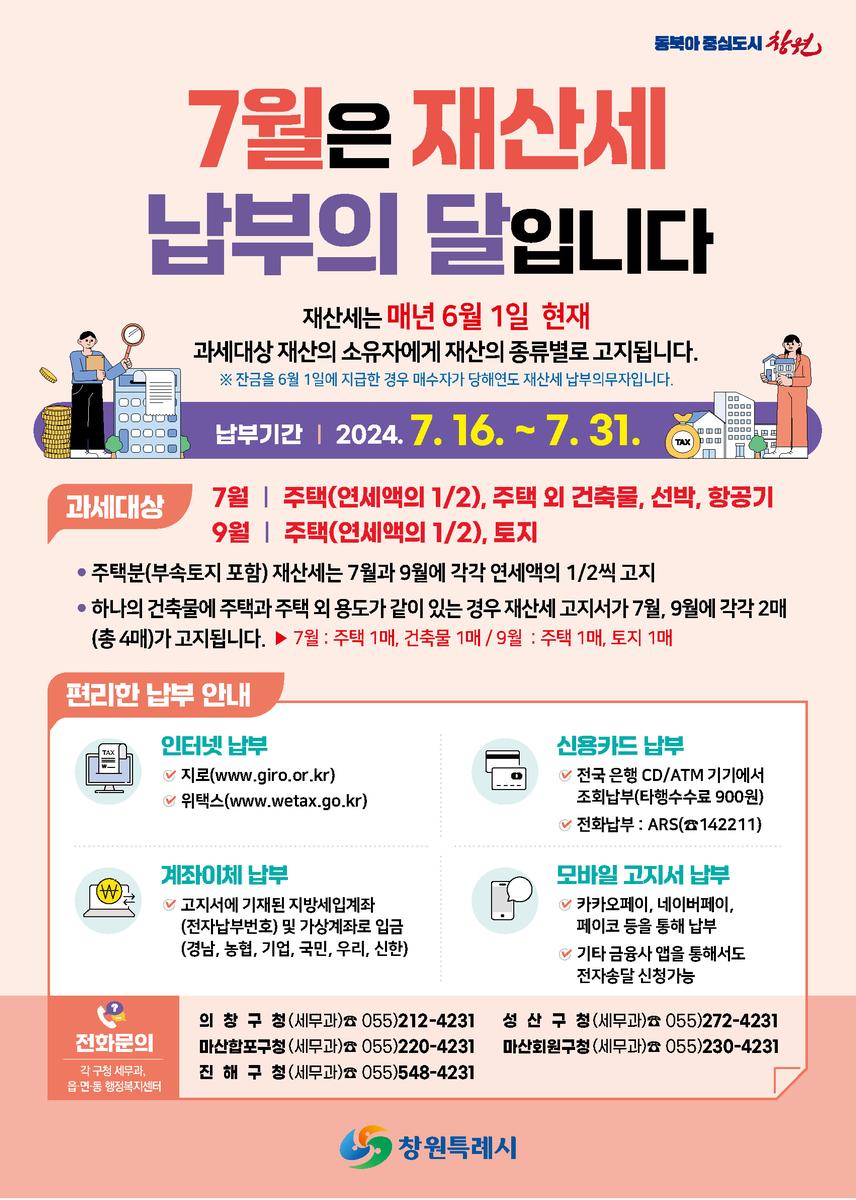 동북아 중심도시 창원
7월은 재산세
납부의 달입니다
재산세는 매년 6월 1일 현재
과세대상 재산의 소유자에게 재산의 종류별로 고지됩니다.
※ 잔금을 6월 1일에 지급한 경우 매수자가 당해연도 재산세 납부의무자입니다.
납부기간 | 2024. 7. 16. ~ 7. 31.
TAX
과세대상
7월 | 주택(연세액의 1/2), 주택 외 건축물, 선박, 항공기
9월 | 주택(연세액의 1/2), 토지
• 주택분(부속토지 포함) 재산세는 7월과 9월에 각각 연세액의 1/2씩 고지
• 하나의 건축물에 주택과 주택 외 용도가 같이 있는 경우 재산세 고지서가 7월, 9월에 각각 2매
(총 4매)가 고지됩니다. ▶ 7월 : 주택 1매, 건축물 1매 / 9월 : 주택 1매, 토지 1매
편리한 납부 안내
TAX
₩
인터넷 납부
지로(www.giro.or.kr)
위택스(www.wetax.go.kr)
신용카드 납부
전국 은행 CD/ATM 기기에서
조회납부(타행수수료 900원)
전화납부 : ARS(☎142211)
₩
계좌이체 납부
고지서에 기재된 지방세입계좌
(전자납부번호) 및 가상계좌로 입금
(경남, 농협, 기업, 국민, 우리, 신한)
모바일 고지서 납부
카카오페이, 네이버페이,
페이코 등을 통해 납부
기타 금융사 앱을 통해서도
전자송달 신청가능
?
전화문의
각 구청 세무과,
읍·면·동 행정복지센터
의 창 구 청(세무과)☎ 055)212-4231
성 산 구 청(세무과)☎ 055)272-4231
마산합포구청(세무과)☎ 055)220-4231
마산회원구청(세무과)☎ 055)230-4231
진 해 구 청(세무과)☎ 055)548-4231
창원특례시